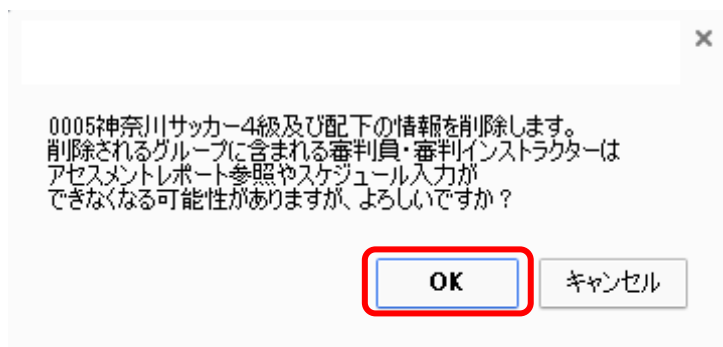 ×
0005神奈川サッカー4級及び配下の情報を削除します。
削除されるグループに含まれる審判員・審判インストラクターは
アセスメントレポート参照やスケジュール入力が
できなくなる可能性がありますが、よろしいですか？
OK キャンセル